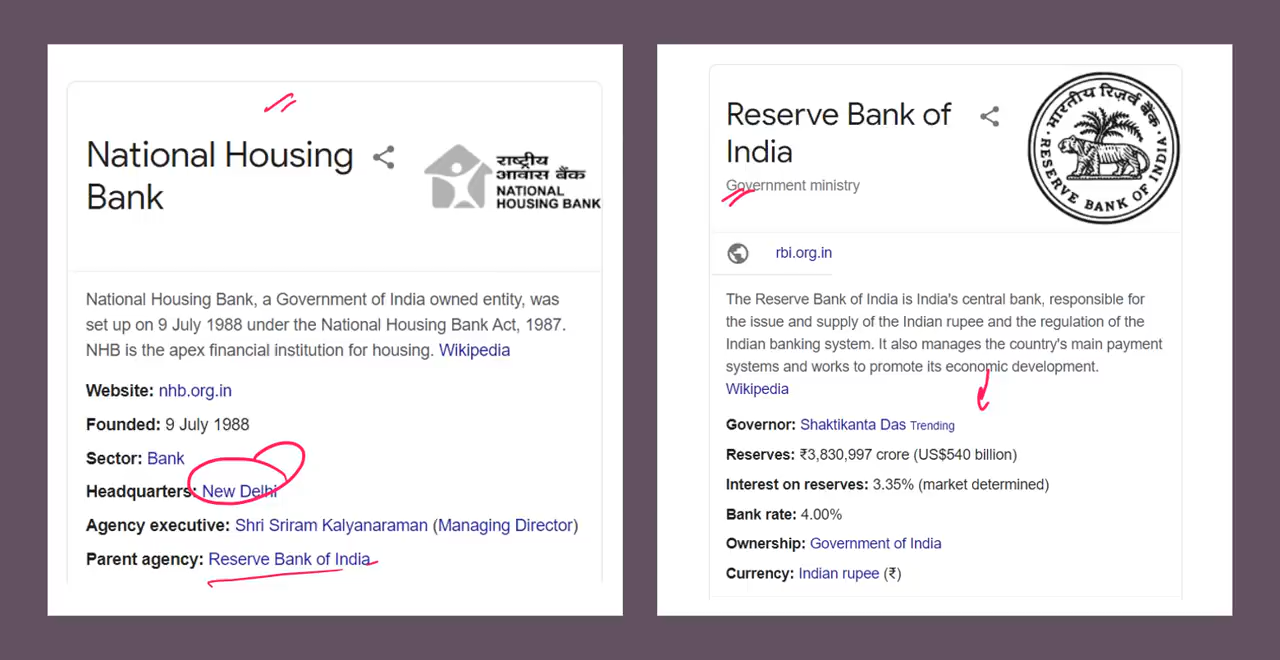 National Housing
Bank
राष्ट्रीय
आवास बैंक
NATIONAL
HOUSING BANK
National Housing Bank, a Government of India owned entity, was
set up on 9 July 1988 under the National Housing Bank Act, 1987.
NHB is the apex financial institution for housing. Wikipedia
Website: nhb.org.in
Founded: 9 July 1988
Sector: Bank
Headquarters: New Delhi
Agency executive: Shri Sriram Kalyanaraman (Managing Director)
Parent agency: Reserve Bank of India
Reserve Bank of
India
Government ministry
भारतीय रिज़र्व बैंक
RESERVE BANK OF INDIA
rbi.org.in
The Reserve Bank of India is India's central bank, responsible for
the issue and supply of the Indian rupee and the regulation of the
Indian banking system. It also manages the country's main payment
systems and works to promote its economic development.
Wikipedia
Governor: Shaktikanta Das Trending
Reserves: ₹3,830,997 crore (US$540 billion)
Interest on reserves: 3.35% (market determined)
Bank rate: 4.00%
Ownership: Government of India
Currency: Indian rupee (₹)